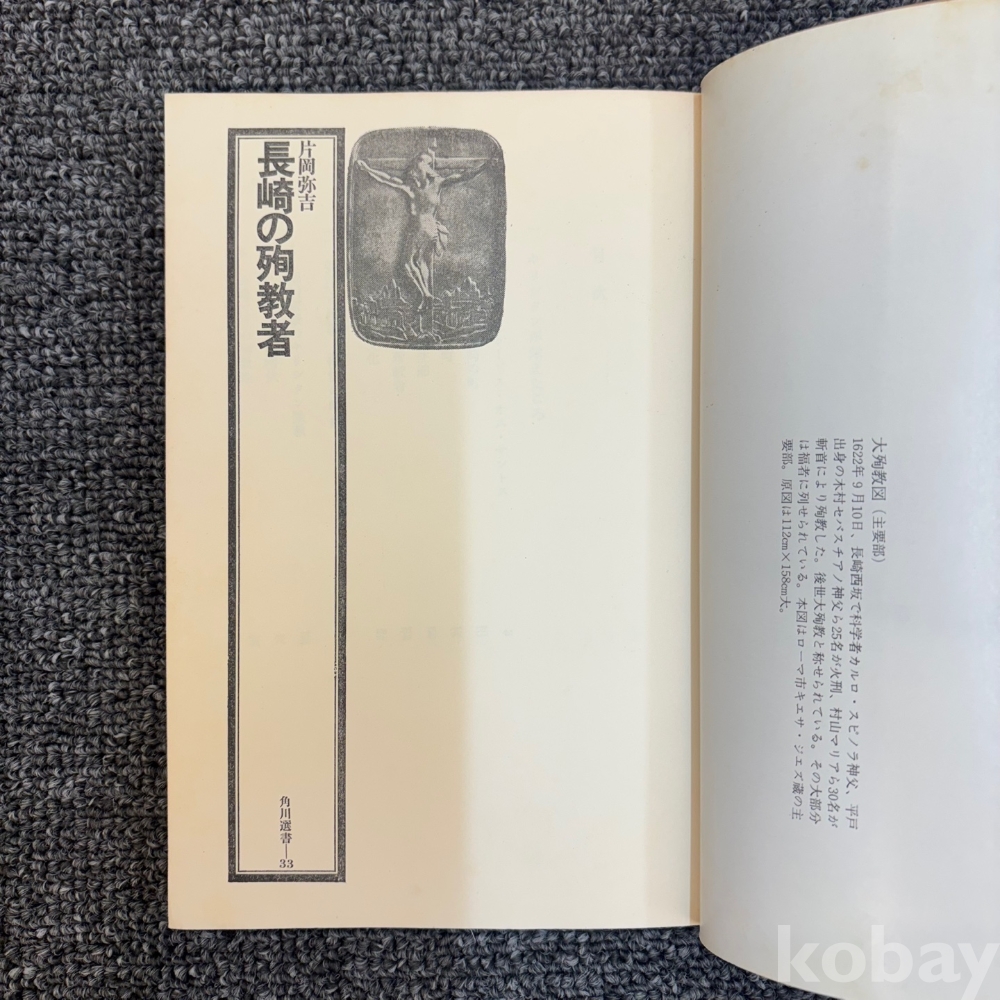 大殉教図（主要部）
1622年9月10日、長崎西坂で科学者カルロ・スピノラ神父、平戸
出身の木村セバスチアノ神父ら25名が火刑、村山マリアら30名が
斬首により殉教した。後世大殉教と称せられている。その大部分
は福者に列せられている。本図はローマ市キエサ・ジェズ蔵の主
要部。原図は112cm×158cm大。
片岡弥吉
長崎の殉教者
角川選書―33
kobay